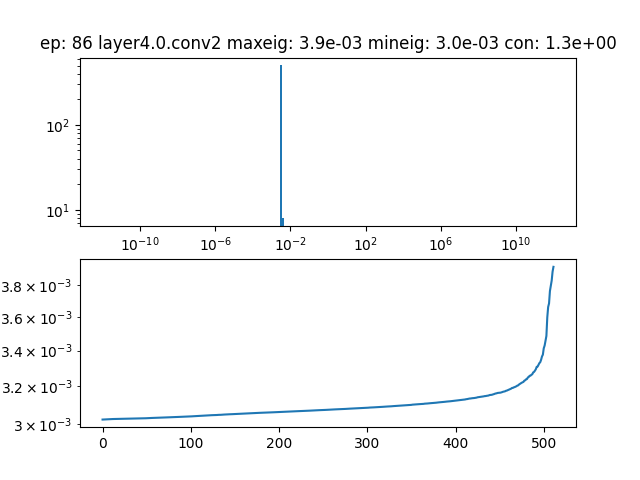 ep: 86 layer4.0.conv2 maxeig: 3.9e-03 mineig: 3.0e-03 con: 1.3e+00
10²
10¹
10⁻¹⁰ 10⁻⁶ 10⁻² 10² 10⁶ 10¹⁰
3.8 × 10⁻³
3.6 × 10⁻³
3.4 × 10⁻³
3.2 × 10⁻³
3 × 10⁻³
0 100 200 300 400 500